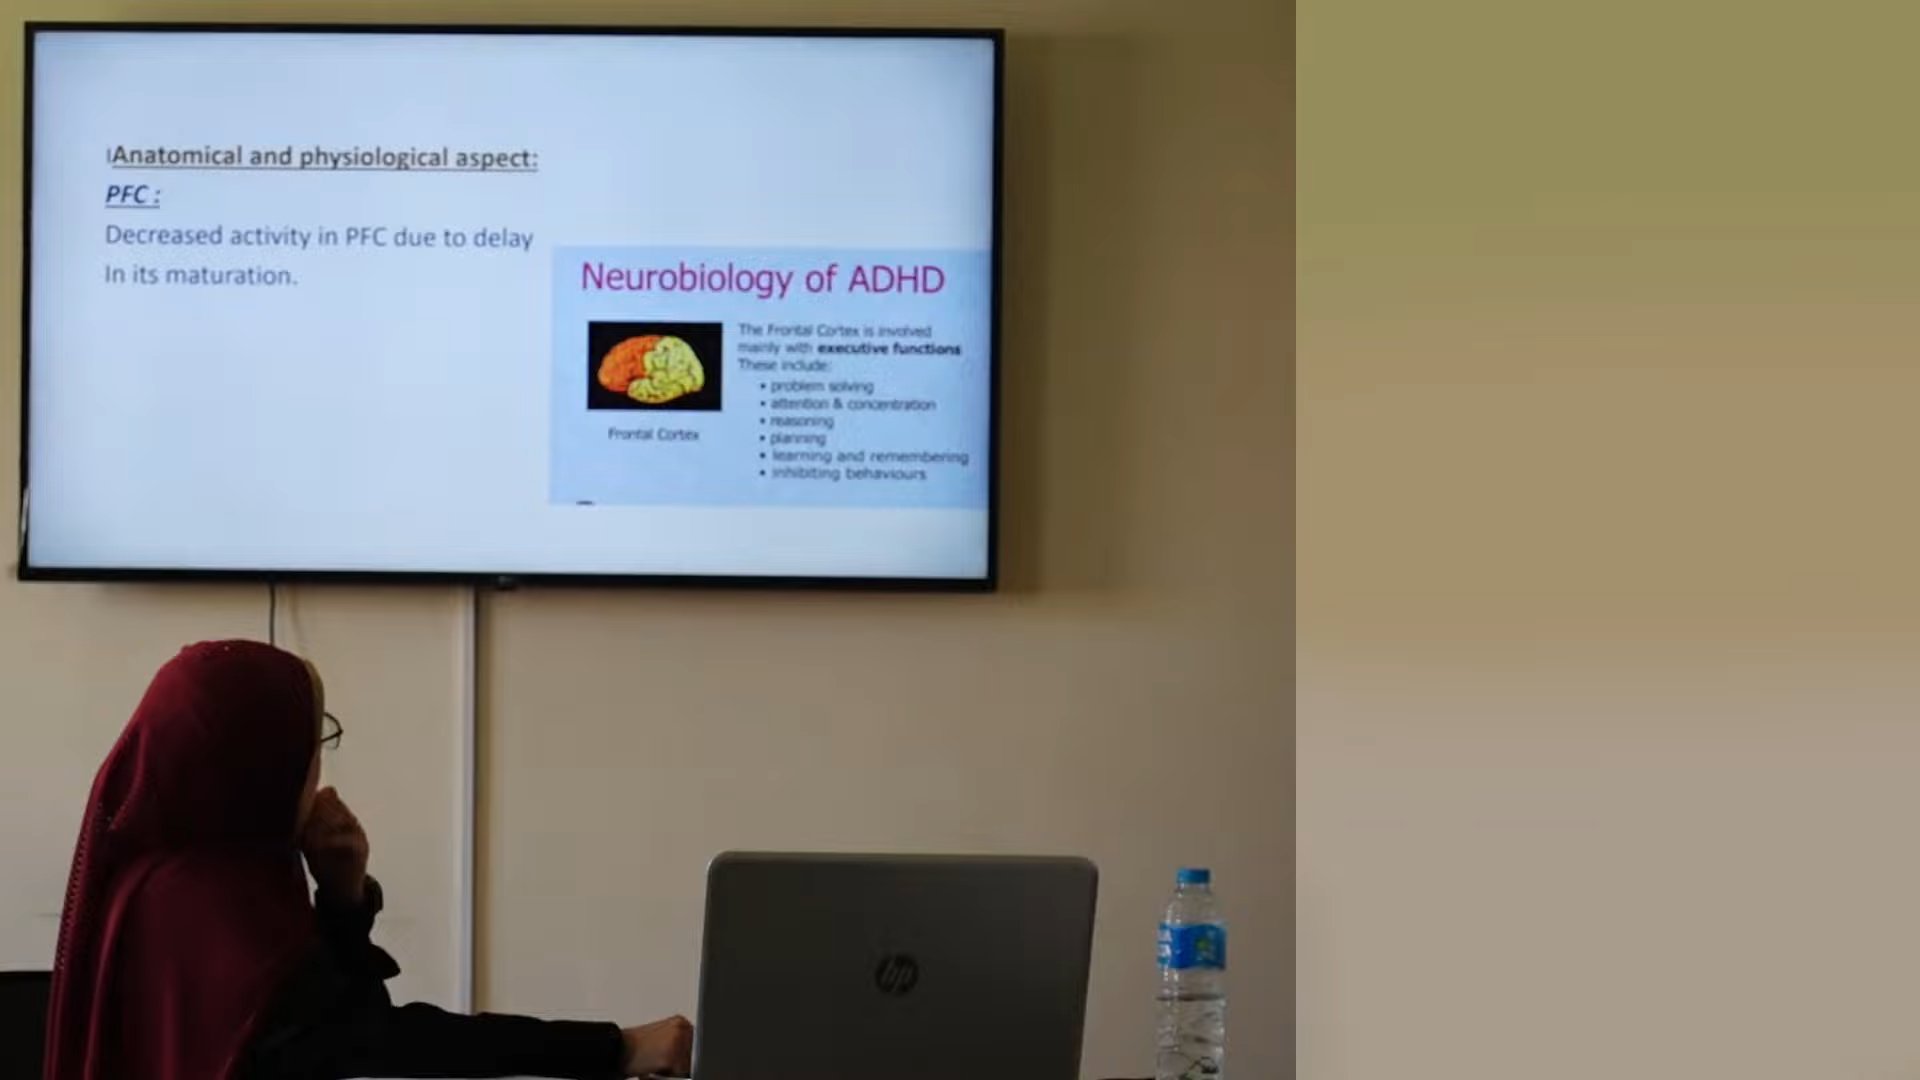 Anatomical and physiological aspect:
PFC :
Decreased activity in PFC due to delay
In its maturation.
Neurobiology of ADHD
The Frontal Cortex is involved
mainly with executive functions
These include:
• problem solving
• attention & concentration
• reasoning
• planning
• learning and remembering
• inhibiting behaviours
Frontal Cortex
hp